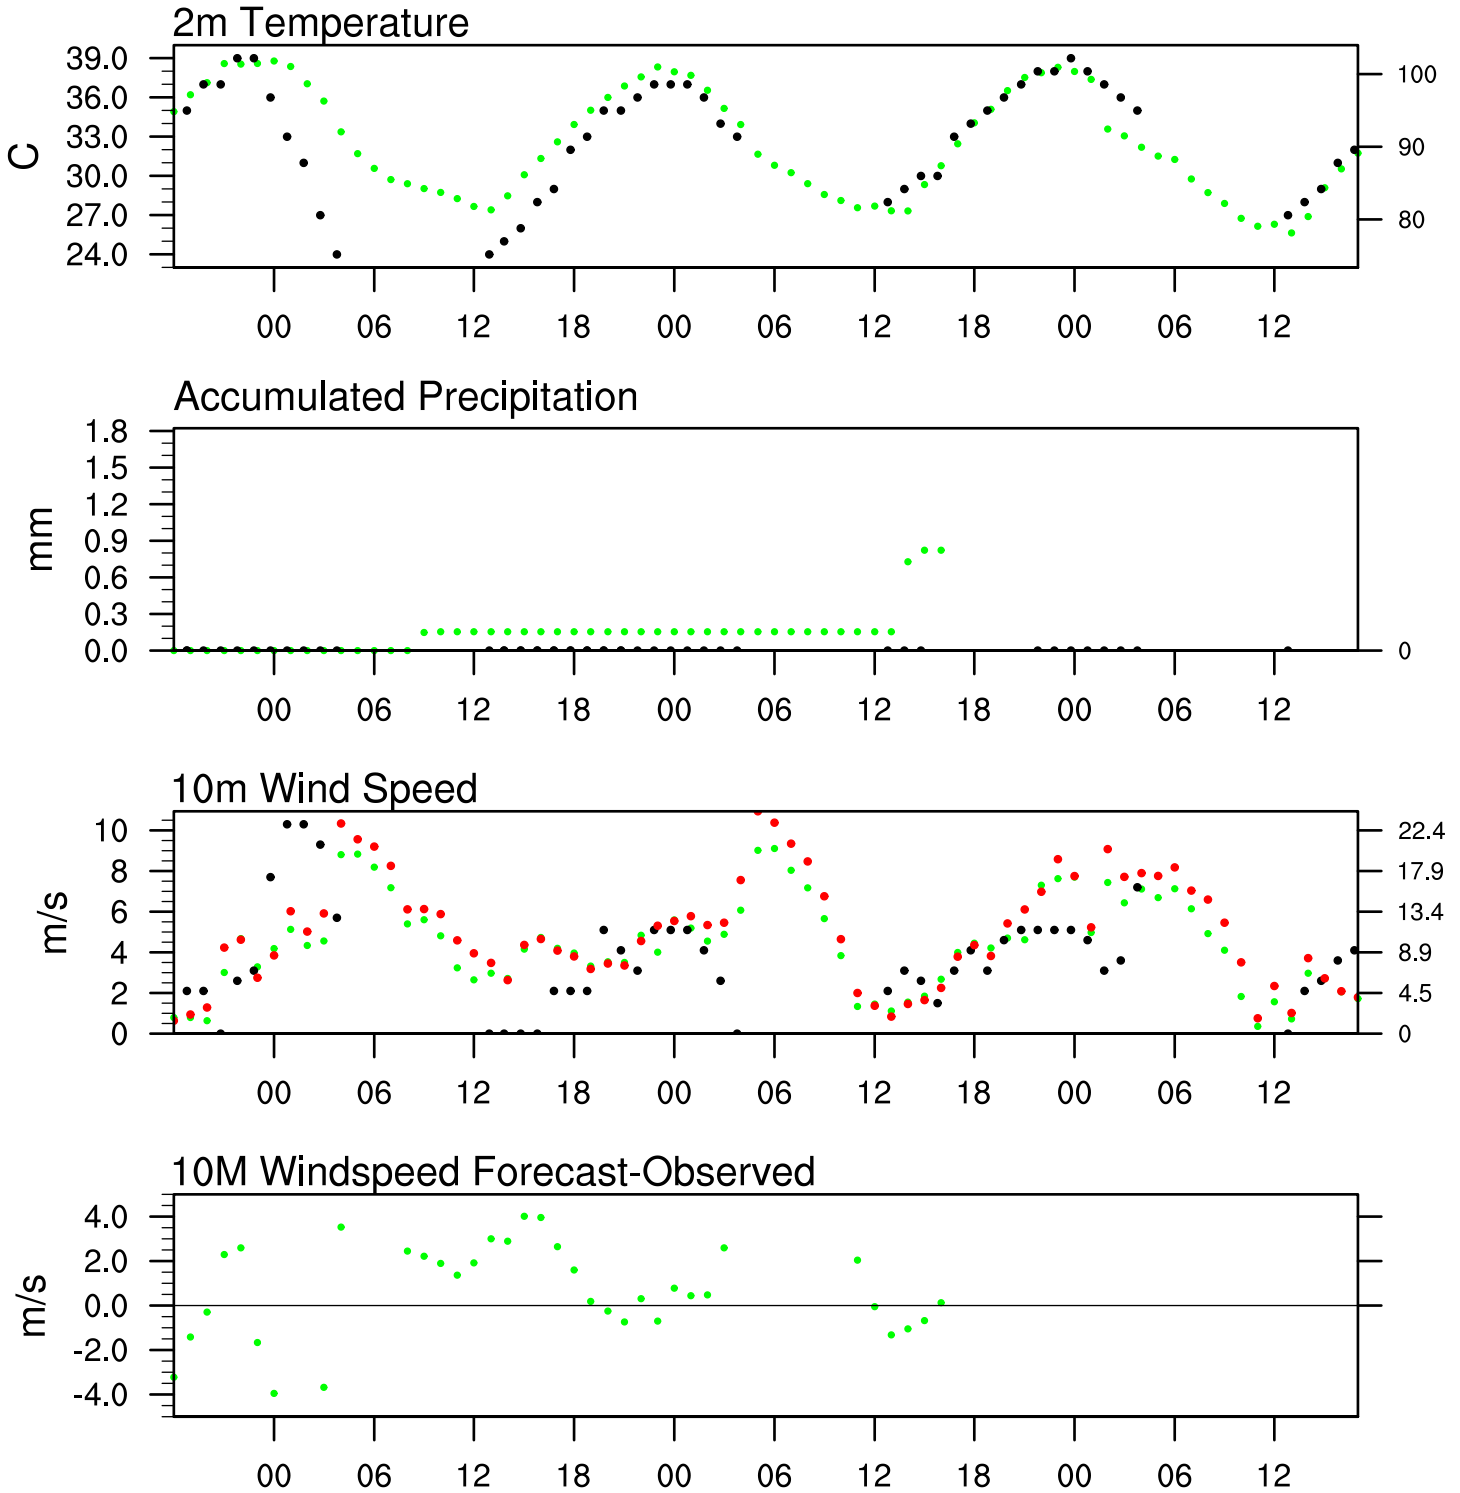 2m Temperature
39.0
36.0
33.0
30.0
27.0
24.0
C
100
90
80
00 06 12 18 00 06 12 18 00 06 12
Accumulated Precipitation
1.8
1.5
1.2
0.9
0.6
0.3
0.0
mm
0
00 06 12 18 00 06 12 18 00 06 12
10m Wind Speed
10
8
6
4
2
0
m/s
22.4
17.9
13.4
8.9
4.5
0
00 06 12 18 00 06 12 18 00 06 12
10M Windspeed Forecast-Observed
4.0
2.0
0.0
-2.0
-4.0
m/s
00 06 12 18 00 06 12 18 00 06 12